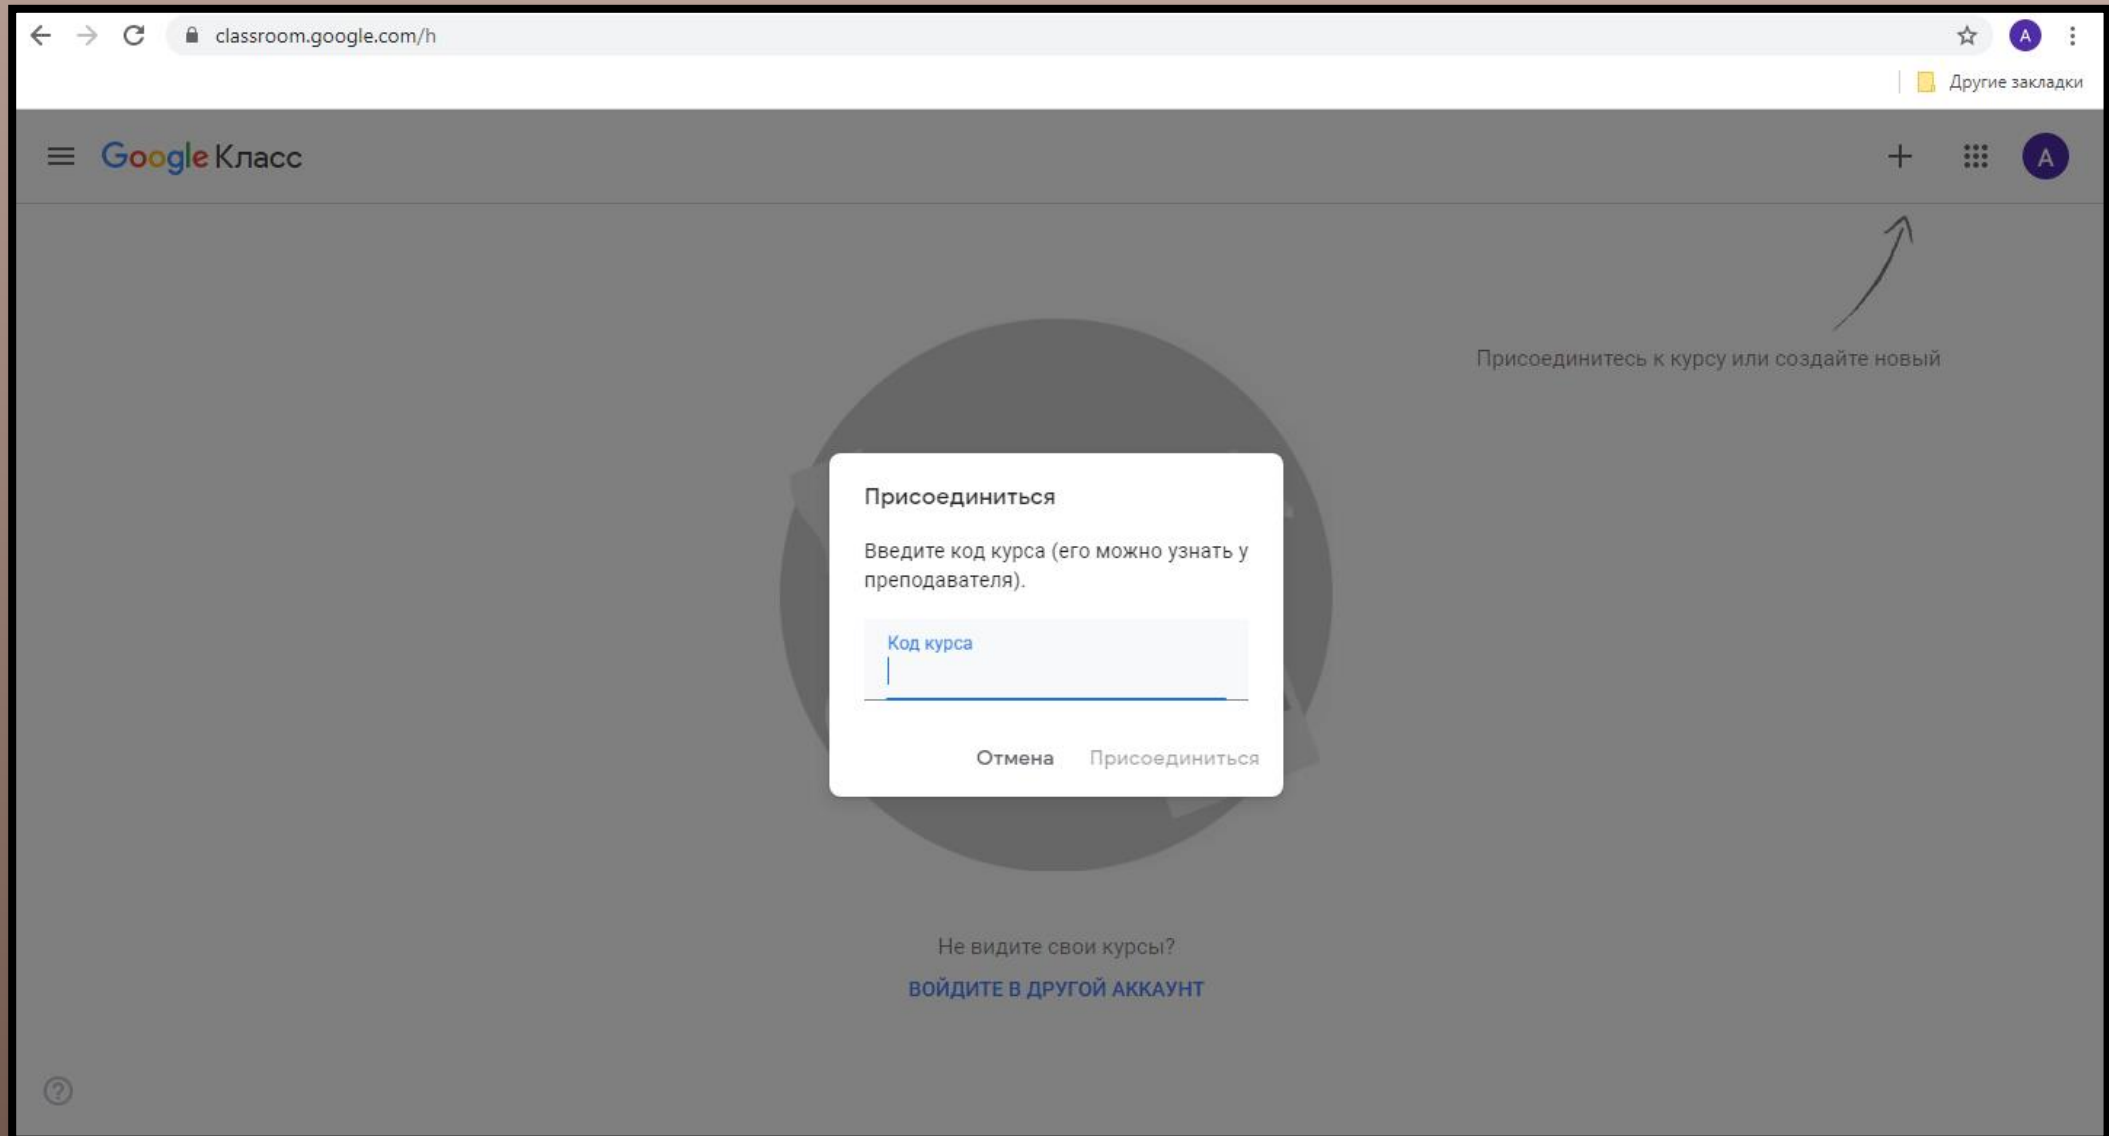 classroom.google.com/h
A
Другие закладки
Google Класс
A
Присоединитесь к курсу или создайте новый
Присоединиться
Введите код курса (его можно узнать у
преподавателя).
Код курса
Отмена Присоединиться
Не видите свои курсы?
ВОЙДИТЕ В ДРУГОЙ АККАУНТ